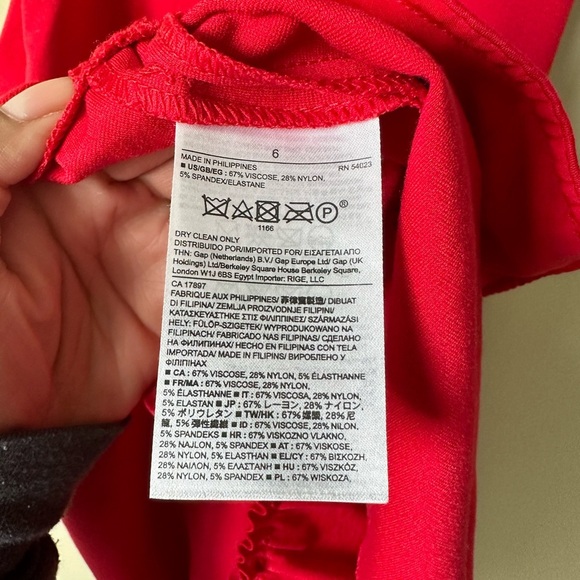 6
MADE IN PHILIPPINES RN 54023
■ US/GB/EG : 67% VISCOSE, 28% NYLON,
5% SPANDEX/ELASTANE
P ®
1166
DRY CLEAN ONLY
DISTRIBUIDO POR/IMPORTED FOR/ ΕΙΣΑΓΕΤΑΙ ΑΠΟ
THN: Gap (Netherlands) B.V./ Gap Europe Ltd/ Gap (UK
Holdings) Ltd/Berkeley Square House Berkeley Square,
London W1J 6BS Egypt Importer: RIGE, LLC
CA 17897
FABRIQUE AUX PHILIPPINES/ 菲律賓製造/ DIBUAT
DI FILIPINA/ ZEMLJA PROIZVODNJE FILIPINI/
ΚΑΤΑΣΚΕΥΑΣΤΗΚΕ ΣΤΙΣ ΦΙΛΙΠΠΙΝΕΣ/ SZÁRMAZÁSI
HELY: FÜLÖP-SZIGETEK/ WYPRODUKOWANO NA
FILIPINACH/ FABRICADO NAS FILIPINAS/ СДЕЛАНО
НА ФИЛИПИНАХ/ HECHO EN FILIPINAS CON TELA
IMPORTADA/ MADE IN FILIPINS/ ВИРОБЛЕНО У
ФІЛІПІНАХ
■ CA : 67% VISCOSE, 28% NYLON, 5% ÉLASTHANNE
■ FR/MA : 67% VISCOSE, 28% NYLON,
5% ÉLASTHANNE ■ IT : 67% VISCOSA, 28% NYLON,
5% ELASTAN ■ JP : 67% レーヨン, 28% ナイロン,
5% ポリウレタン ■ TW/HK : 67% 嫘縈, 28% 尼
龍, 5% 彈性纖維 ■ ID : 67% VISCOSE, 28% NILON,
5% SPANDEKS ■ HR : 67% VISKOZNO VLAKNO,
28% NAJLON, 5% SPANDEX ■ AT : 67% VISCOSE,
28% NYLON, 5% ELASTHAN ■ EL/CY : 67% ΒΙΣΚΟΖΗ,
28% ΝΑΙΛΟΝ, 5% ΕΛΑΣΤΑΝΗ ■ HU : 67% VISZKÓZ,
28% NYLON, 5% SPANDEX ■ PL : 67% VISCOSE,